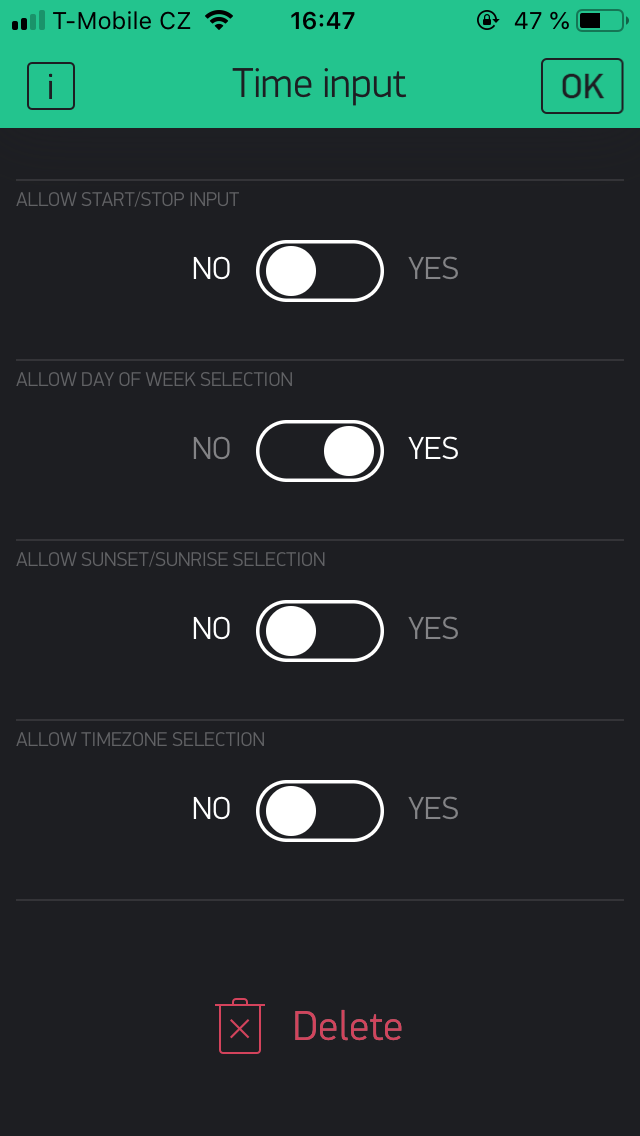 T-Mobile CZ 16:47 47 %
i Time input OK
ALLOW START/STOP INPUT
NO YES
ALLOW DAY OF WEEK SELECTION
NO YES
ALLOW SUNSET/SUNRISE SELECTION
NO YES
ALLOW TIMEZONE SELECTION
NO YES
Delete